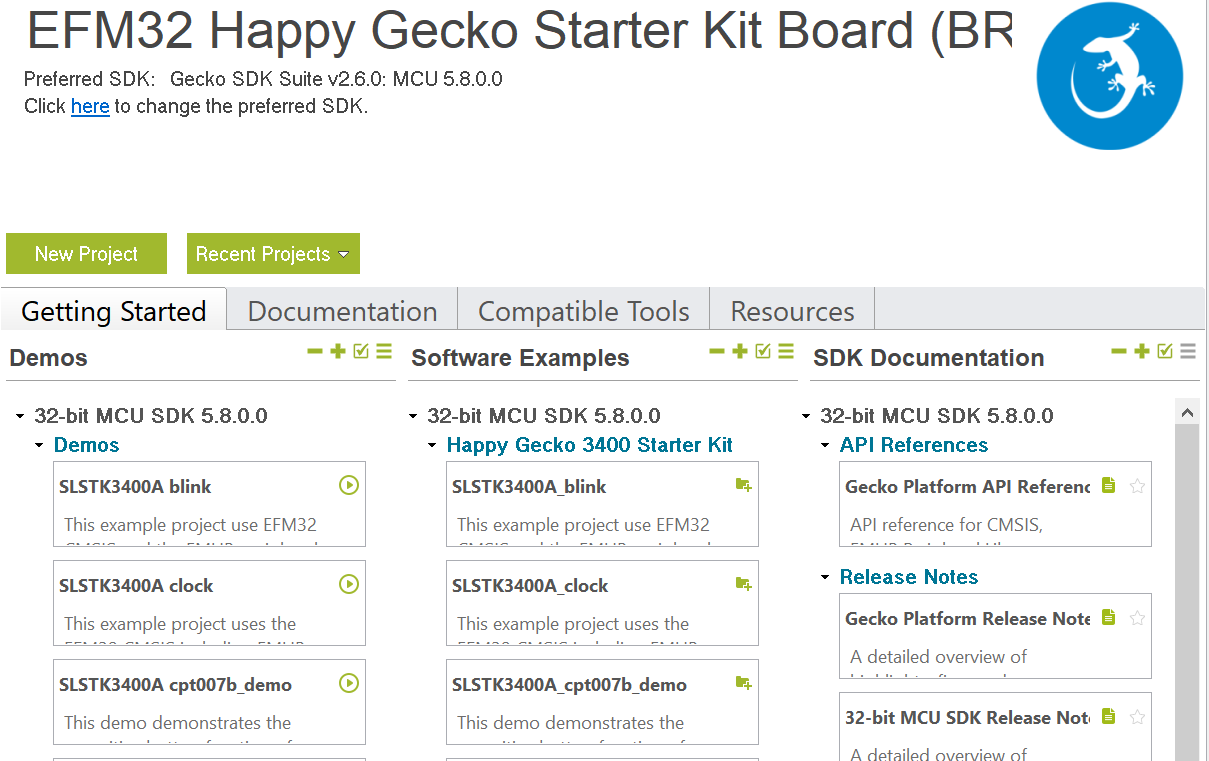 EFM32 Happy Gecko Starter Kit Board (BR
Preferred SDK: Gecko SDK Suite v2.6.0: MCU 5.8.0.0
Click here to change the preferred SDK.
New Project
Recent Projects
Getting Started
Documentation
Compatible Tools
Resources
Demos
32-bit MCU SDK 5.8.0.0
Demos
SLSTK3400A blink
This example project use EFM32
SLSTK3400A clock
This example project uses the
SLSTK3400A cpt007b_demo
This demo demonstrates the
Software Examples
32-bit MCU SDK 5.8.0.0
Happy Gecko 3400 Starter Kit
SLSTK3400A_blink
This example project use EFM32
SLSTK3400A_clock
This example project uses the
SLSTK3400A_cpt007b_demo
This demo demonstrates the
SDK Documentation
32-bit MCU SDK 5.8.0.0
API References
Gecko Platform API Referenc
API reference for CMSIS,
Release Notes
Gecko Platform Release Note
A detailed overview of
32-bit MCU SDK Release Not
A detailed overview of